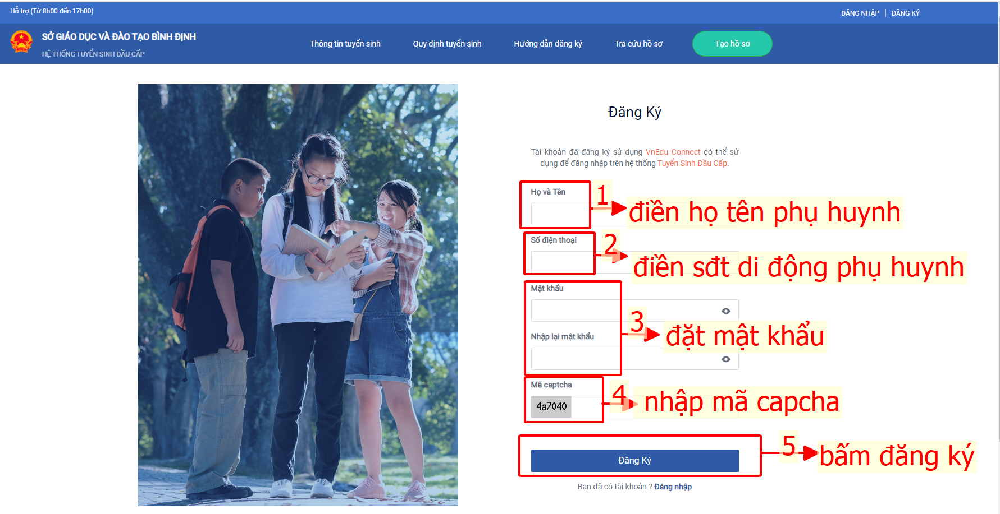 Hỗ trợ (Từ 8h00 đến 17h00)
ĐĂNG NHẬP | ĐĂNG KÝ
SỞ GIÁO DỤC VÀ ĐÀO TẠO BÌNH ĐỊNH
HỆ THỐNG TUYỂN SINH ĐẦU CẤP
Thông tin tuyển sinh
Quy định tuyển sinh
Hướng dẫn đăng ký
Tra cứu hồ sơ
Tạo hồ sơ
Đăng Ký
Tài khoản đã đăng ký sử dụng VnEdu Connect có thể sử
dụng để đăng nhập trên hệ thống Tuyển Sinh Đầu Cấp.
Họ và Tên
1
điền họ tên phụ huynh
Số điện thoại
2
điền sđt di động phụ huynh
Mật khẩu
3
đặt mật khẩu
Nhập lại mật khẩu
Mã captcha
4a7040
4
nhập mã capcha
5
bấm đăng ký
Đăng Ký
Bạn đã có tài khoản ? Đăng nhập